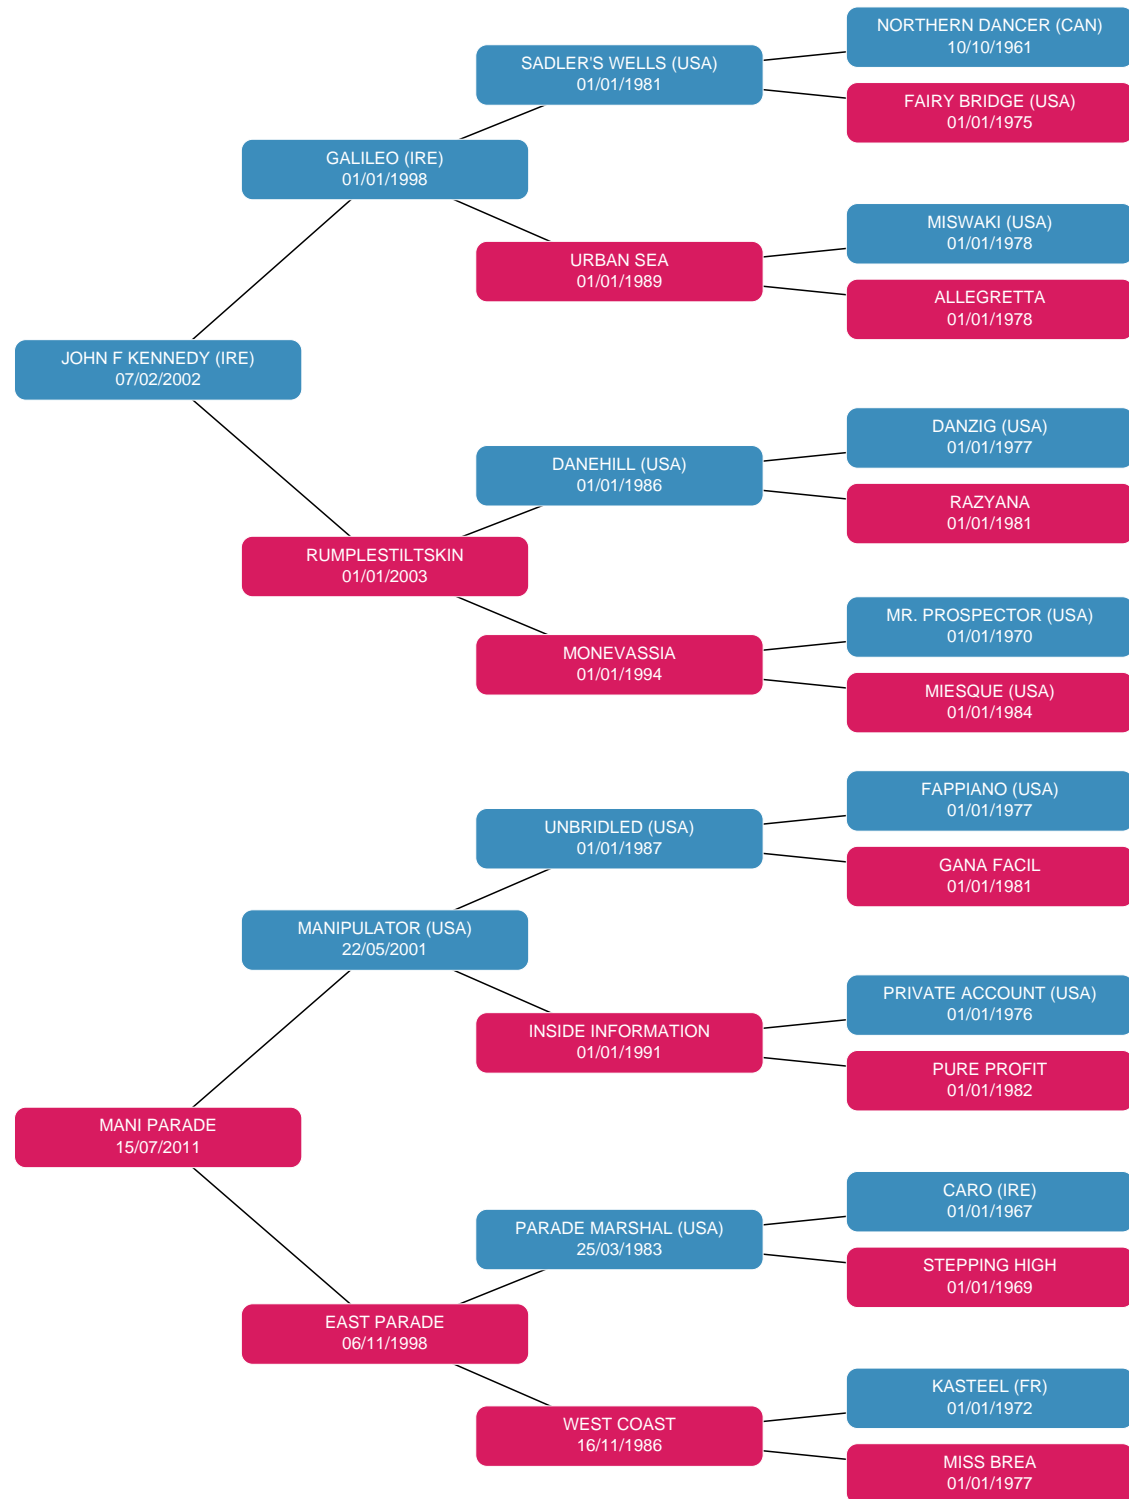 NORTHERN DANCER (CAN)
10/10/1961
SADLER'S WELLS (USA)
01/01/1981
FAIRY BRIDGE (USA)
01/01/1975
GALILEO (IRE)
01/01/1998
MISWAKI (USA)
01/01/1978
URBAN SEA
01/01/1989
ALLEGRETTA
01/01/1978
JOHN F KENNEDY (IRE)
07/02/2002
DANZIG (USA)
01/01/1977
DANEHILL (USA)
01/01/1986
RAZYANA
01/01/1981
RUMPLESTILTSKIN
01/01/2003
MR. PROSPECTOR (USA)
01/01/1970
MONEVASSIA
01/01/1994
MIESQUE (USA)
01/01/1984
FAPPIANO (USA)
01/01/1977
UNBRIDLED (USA)
01/01/1987
GANA FACIL
01/01/1981
MANIPULATOR (USA)
22/05/2001
PRIVATE ACCOUNT (USA)
01/01/1976
INSIDE INFORMATION
01/01/1991
PURE PROFIT
01/01/1982
MANI PARADE
15/07/2011
CARO (IRE)
01/01/1967
PARADE MARSHAL (USA)
25/03/1983
STEPPING HIGH
01/01/1969
EAST PARADE
06/11/1998
KASTEEL (FR)
01/01/1972
WEST COAST
16/11/1986
MISS BREA
01/01/1977